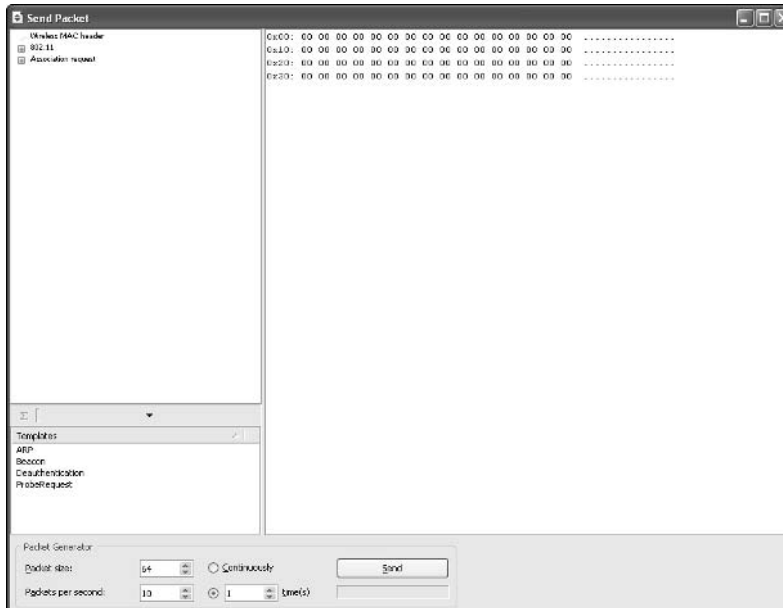 Send Packet
Wireless MAC header
802.11
Association request
0x00: 00 00 00 00 00 00 00 00 00 00 00 00 00 00 00 00 ................
0x10: 00 00 00 00 00 00 00 00 00 00 00 00 00 00 00 00 ................
0x20: 00 00 00 00 00 00 00 00 00 00 00 00 00 00 00 00 ................
0x30: 00 00 00 00 00 00 00 00 00 00 00 00 00 00 00 00 ................
Σ
Templates
ARP
Beacon
Deauthentication
ProbeRequest
Packet Generator
Packet size: 64 Continuously Send
Packets per second: 10 1 time(s)